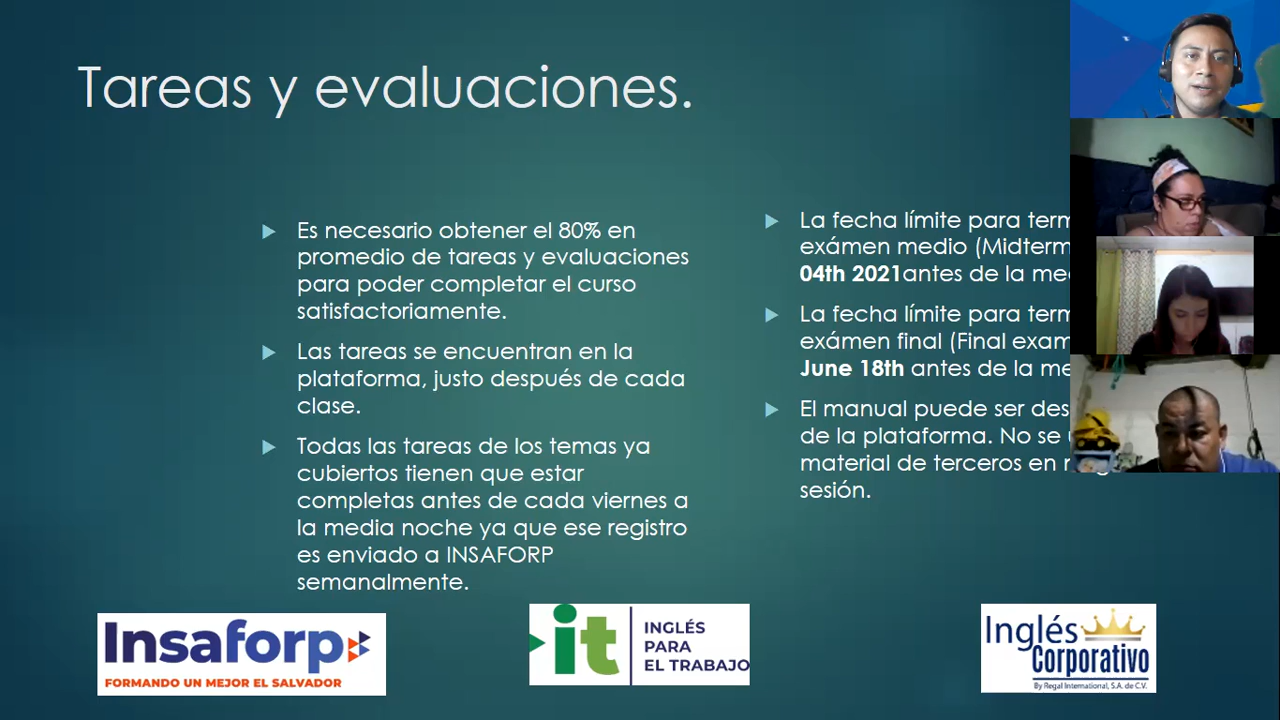 Tareas y evaluaciones.
Es necesario obtener el 80% en
promedio de tareas y evaluaciones
para poder completar el curso
satisfactoriamente.
Las tareas se encuentran en la
plataforma, justo después de cada
clase.
Todas las tareas de los temas ya
cubiertos tienen que estar
completas antes de cada viernes a
la media noche ya que ese registro
es enviado a INSAFORP
semanalmente.
La fecha límite para
exámen medio (Midterm
04th 2021antes de la
La fecha límite para
exámen final (Final exam
June 18th antes de la
El manual puede ser
de la plataforma. No se
material de terceros en
sesión.
Insaforp
FORMANDO UN MEJOR EL SALVADOR
it
INGLÉS
PARA
EL TRABAJO
Inglés
Corporativo
By Regal International, S.A. de C.V.